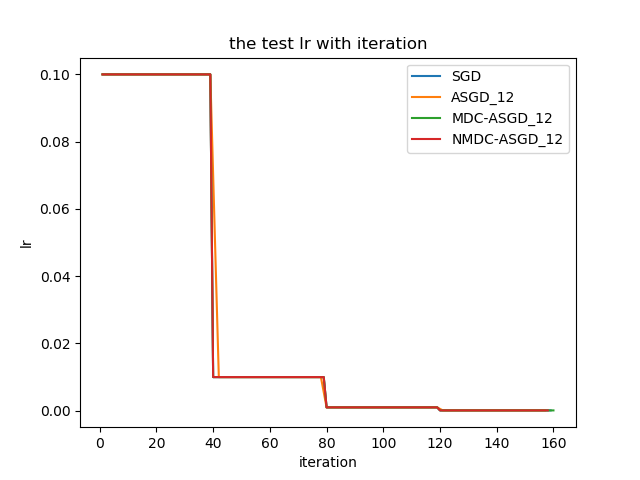 the test lr with iteration
SGD
ASGD_12
MDC-ASGD_12
NMDC-ASGD_12
0.10
0.08
0.06
0.04
0.02
0.00
lr
0 20 40 60 80 100 120 140 160
iteration